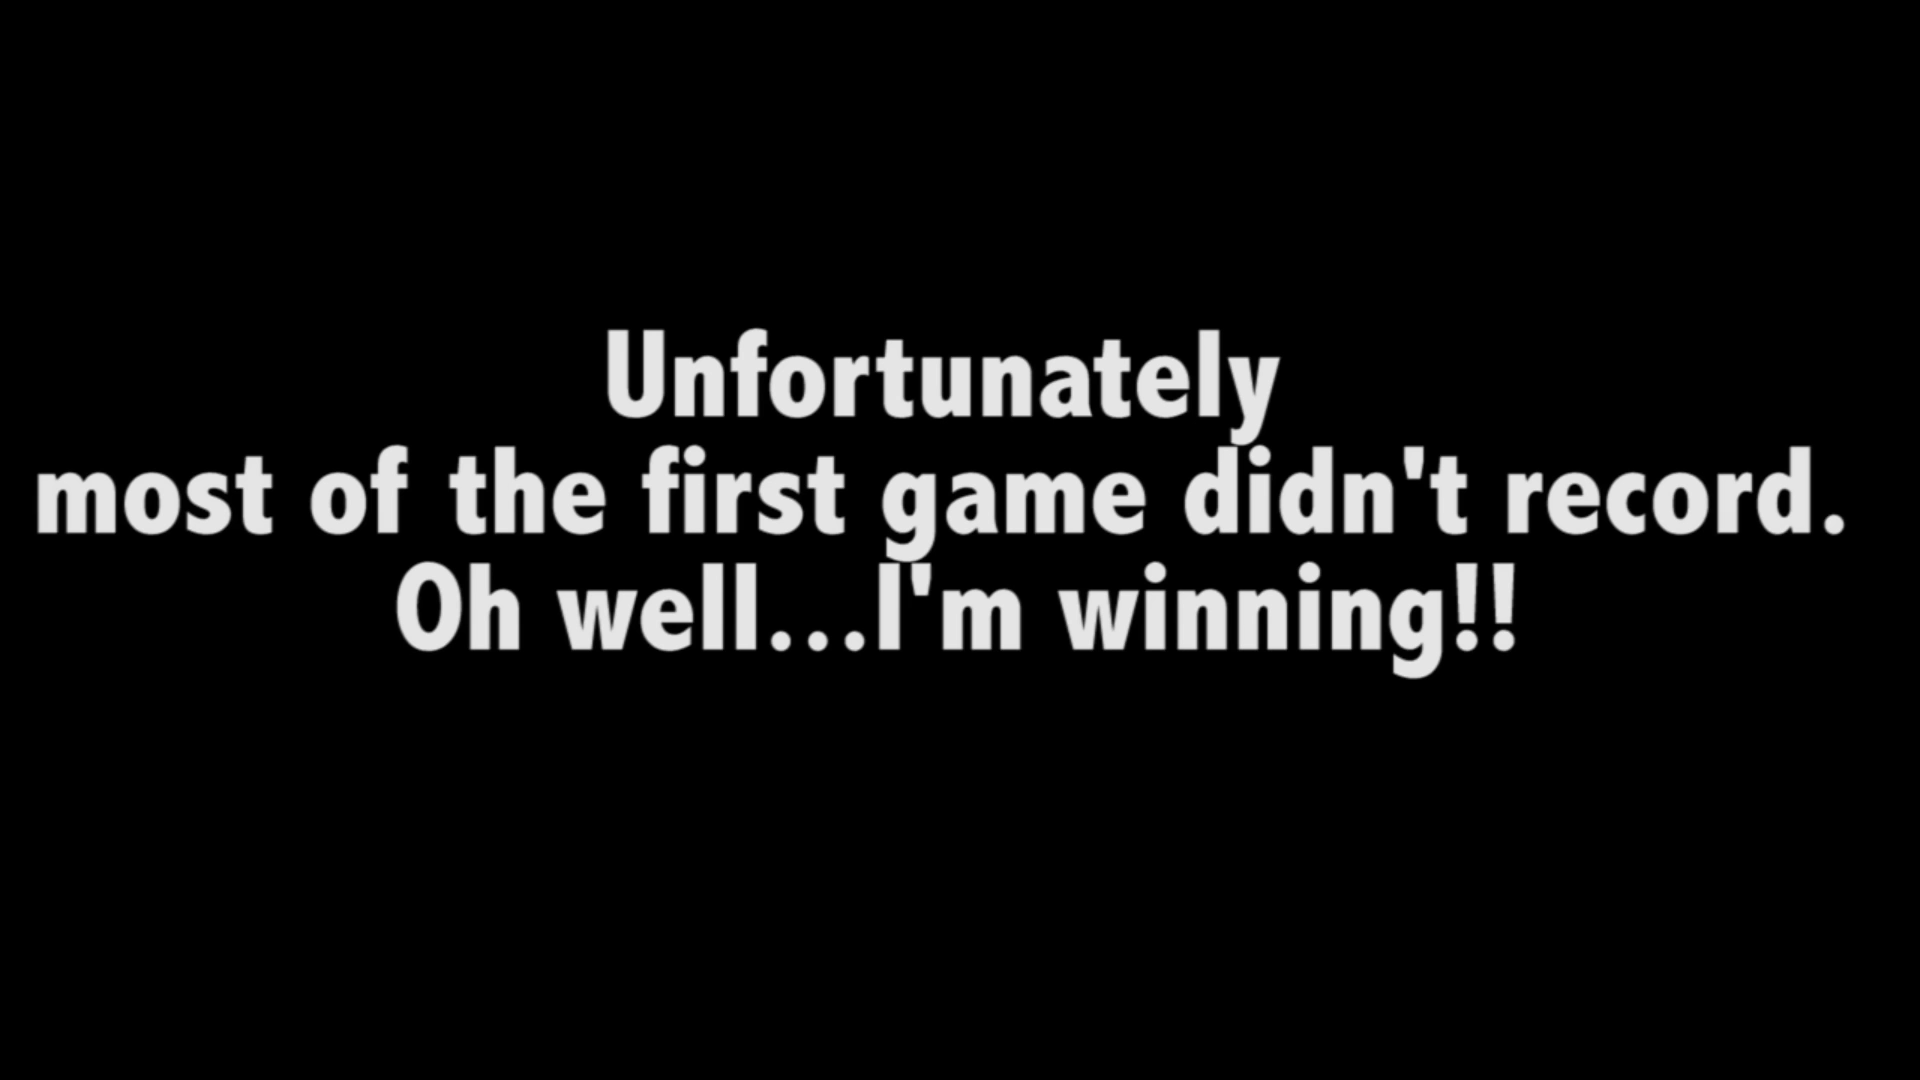 Unfortunately
most of the first game didn't record.
Oh well...I'm winning!!